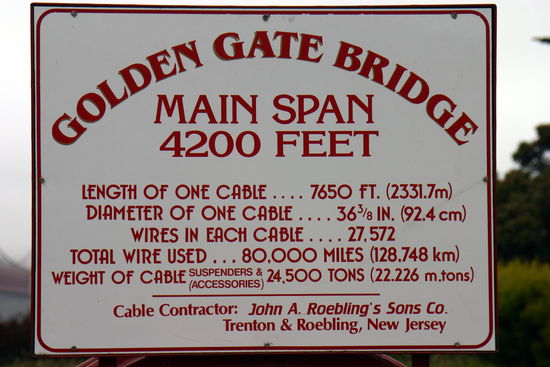 GOLDEN GATE BRIDGE
MAIN SPAN
4200 FEET
LENGTH OF ONE CABLE .... 7650 FT. (2331.7m)
DIAMETER OF ONE CABLE .... 36 3/8 IN. (92.4 cm)
WIRES IN EACH CABLE .... 27,572
TOTAL WIRE USED ... 80,000 MILES (128,748 km)
WEIGHT OF CABLE SUSPENDERS & (ACCESSORIES) 24,500 TONS (22,226 m.tons)
Cable Contractor: John A. Roebling's Sons Co.
Trenton & Roebling, New Jersey